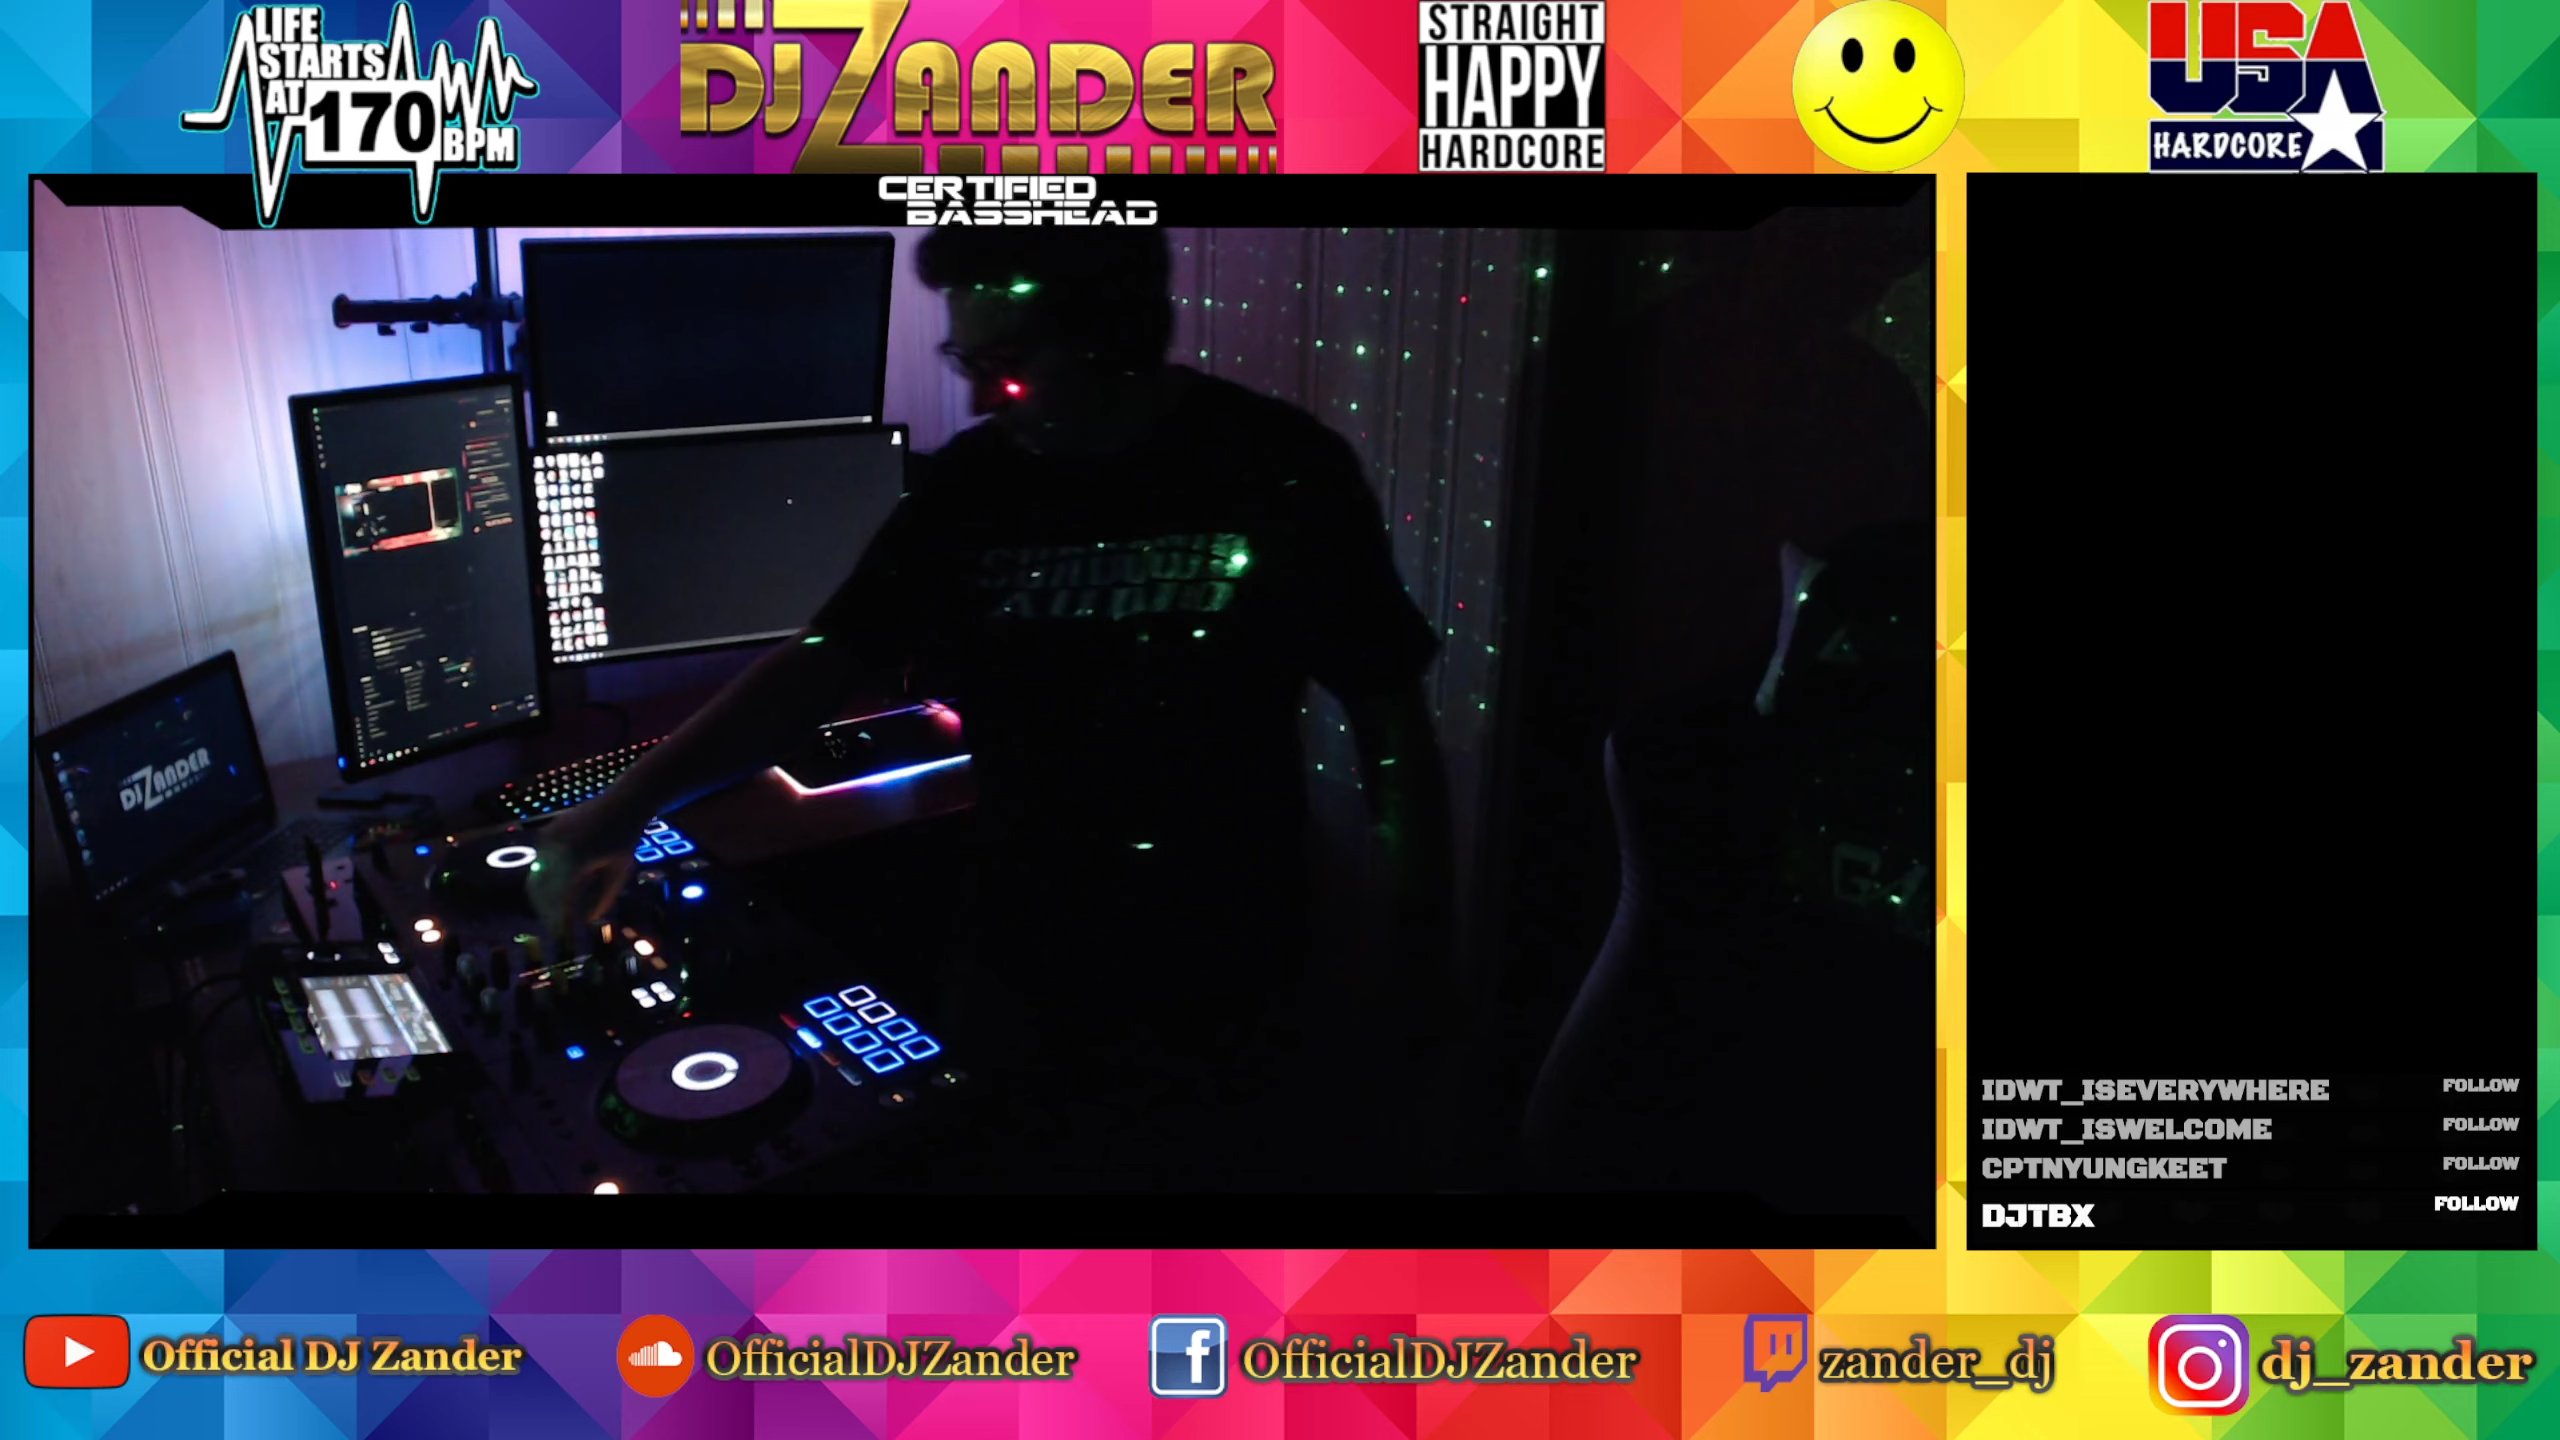 LIFE
STARTS
AT
170
BPM
DJ ZANDER
STRAIGHT
HAPPY
HARDCORE
USA
HARDCORE
CERTIFIED
BASSHEAD
DJ ZANDER
IDWT_ISEVERYWHERE FOLLOW
IDWT_ISWELCOME FOLLOW
CPTNYUNGKEET FOLLOW
DJTBX FOLLOW
Official DJ Zander
OfficialDJZander
f OfficialDJZander
zander_dj
dj_zander